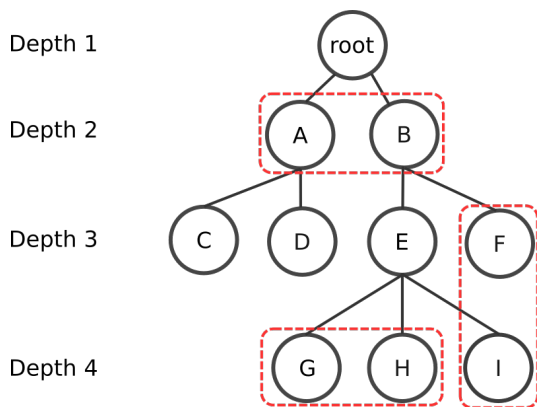 Depth 1
root
Depth 2
A B
Depth 3
C D E F
Depth 4
G H I